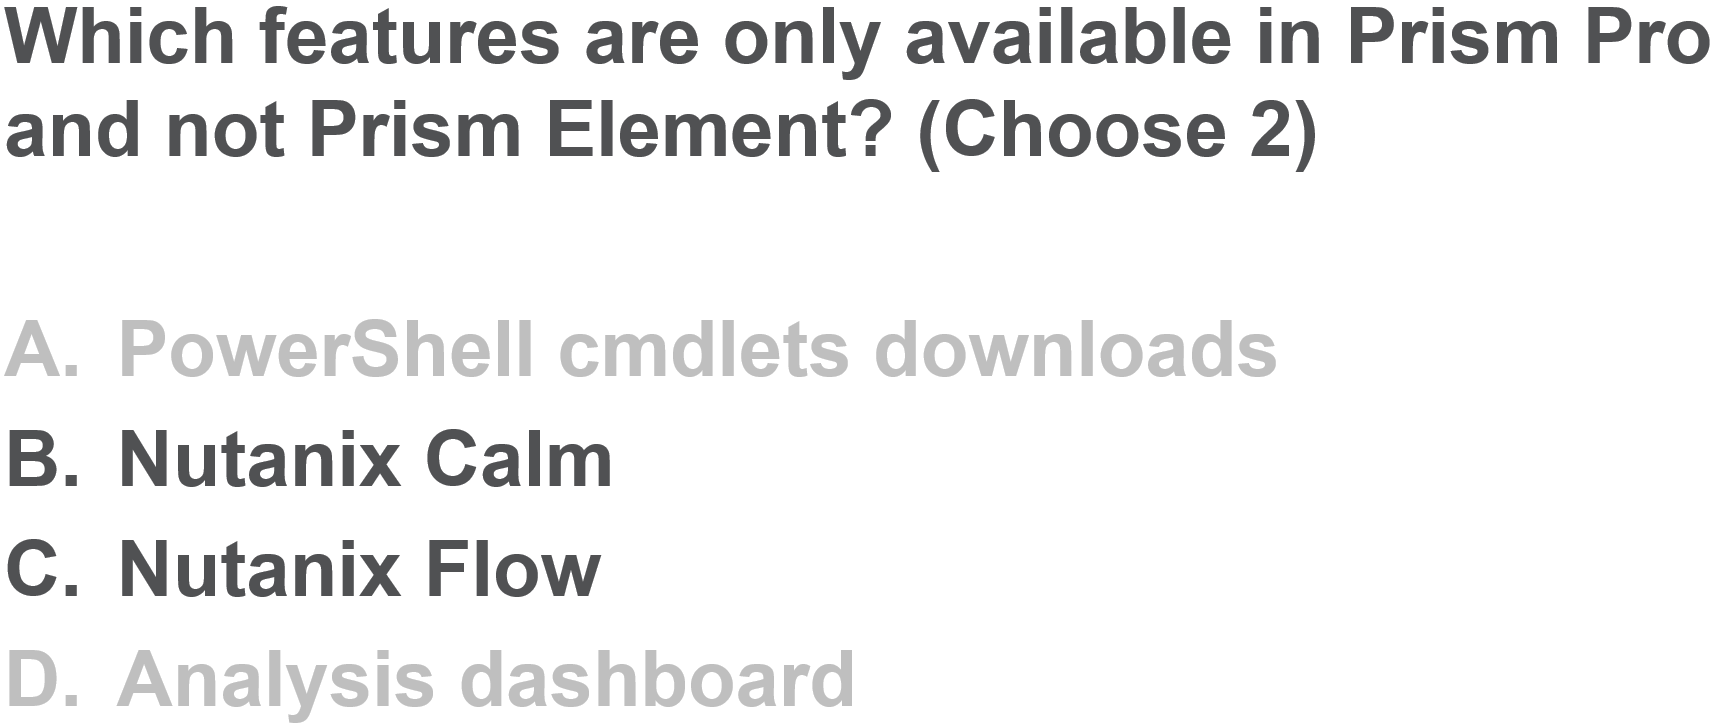 Which features are only available in Prism Pro
and not Prism Element? (Choose 2)
A. PowerShell cmdlets downloads
B. Nutanix Calm
C. Nutanix Flow
D. Analysis dashboard